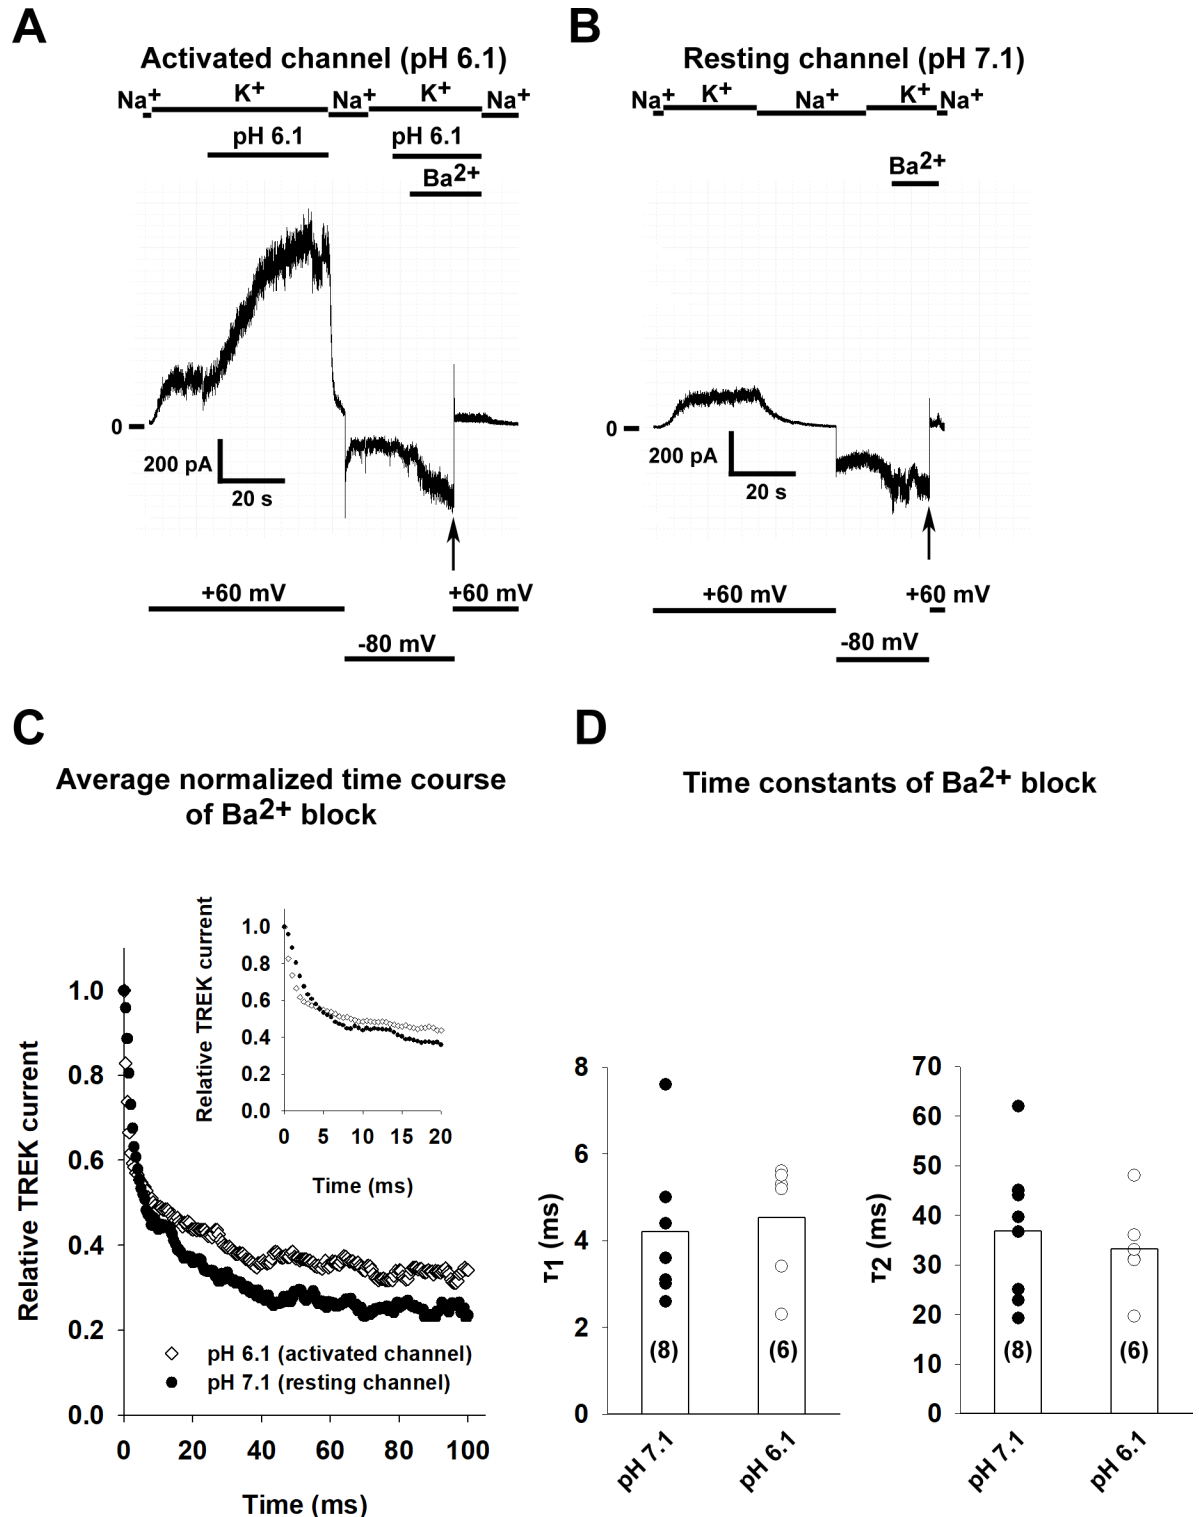 A
Activated channel (pH 6.1)
Na+ K+ Na+ K+ Na+
pH 6.1 pH 6.1
Ba2+
0
200 pA
20 s
+60 mV +60 mV
-80 mV
B
Resting channel (pH 7.1)
Na+ K+ Na+ K+ Na+
Ba2+
0
200 pA
20 s
+60 mV +60 mV
-80 mV
C
Average normalized time course
of Ba2+ block
Relative TREK current
1.0
0.8
0.6
0.4
0.2
0.0
0 20 40 60 80 100
Time (ms)
Relative TREK current
1.0
0.8
0.6
0.4
0.2
0.0
0 5 10 15 20
Time (ms)
pH 6.1 (activated channel)
pH 7.1 (resting channel)
D
Time constants of Ba2+ block
τ1 (ms)
8
6
4
2
0
(8) (6)
pH 7.1 pH 6.1
τ2 (ms)
70
60
50
40
30
20
10
0
(8) (6)
pH 7.1 pH 6.1